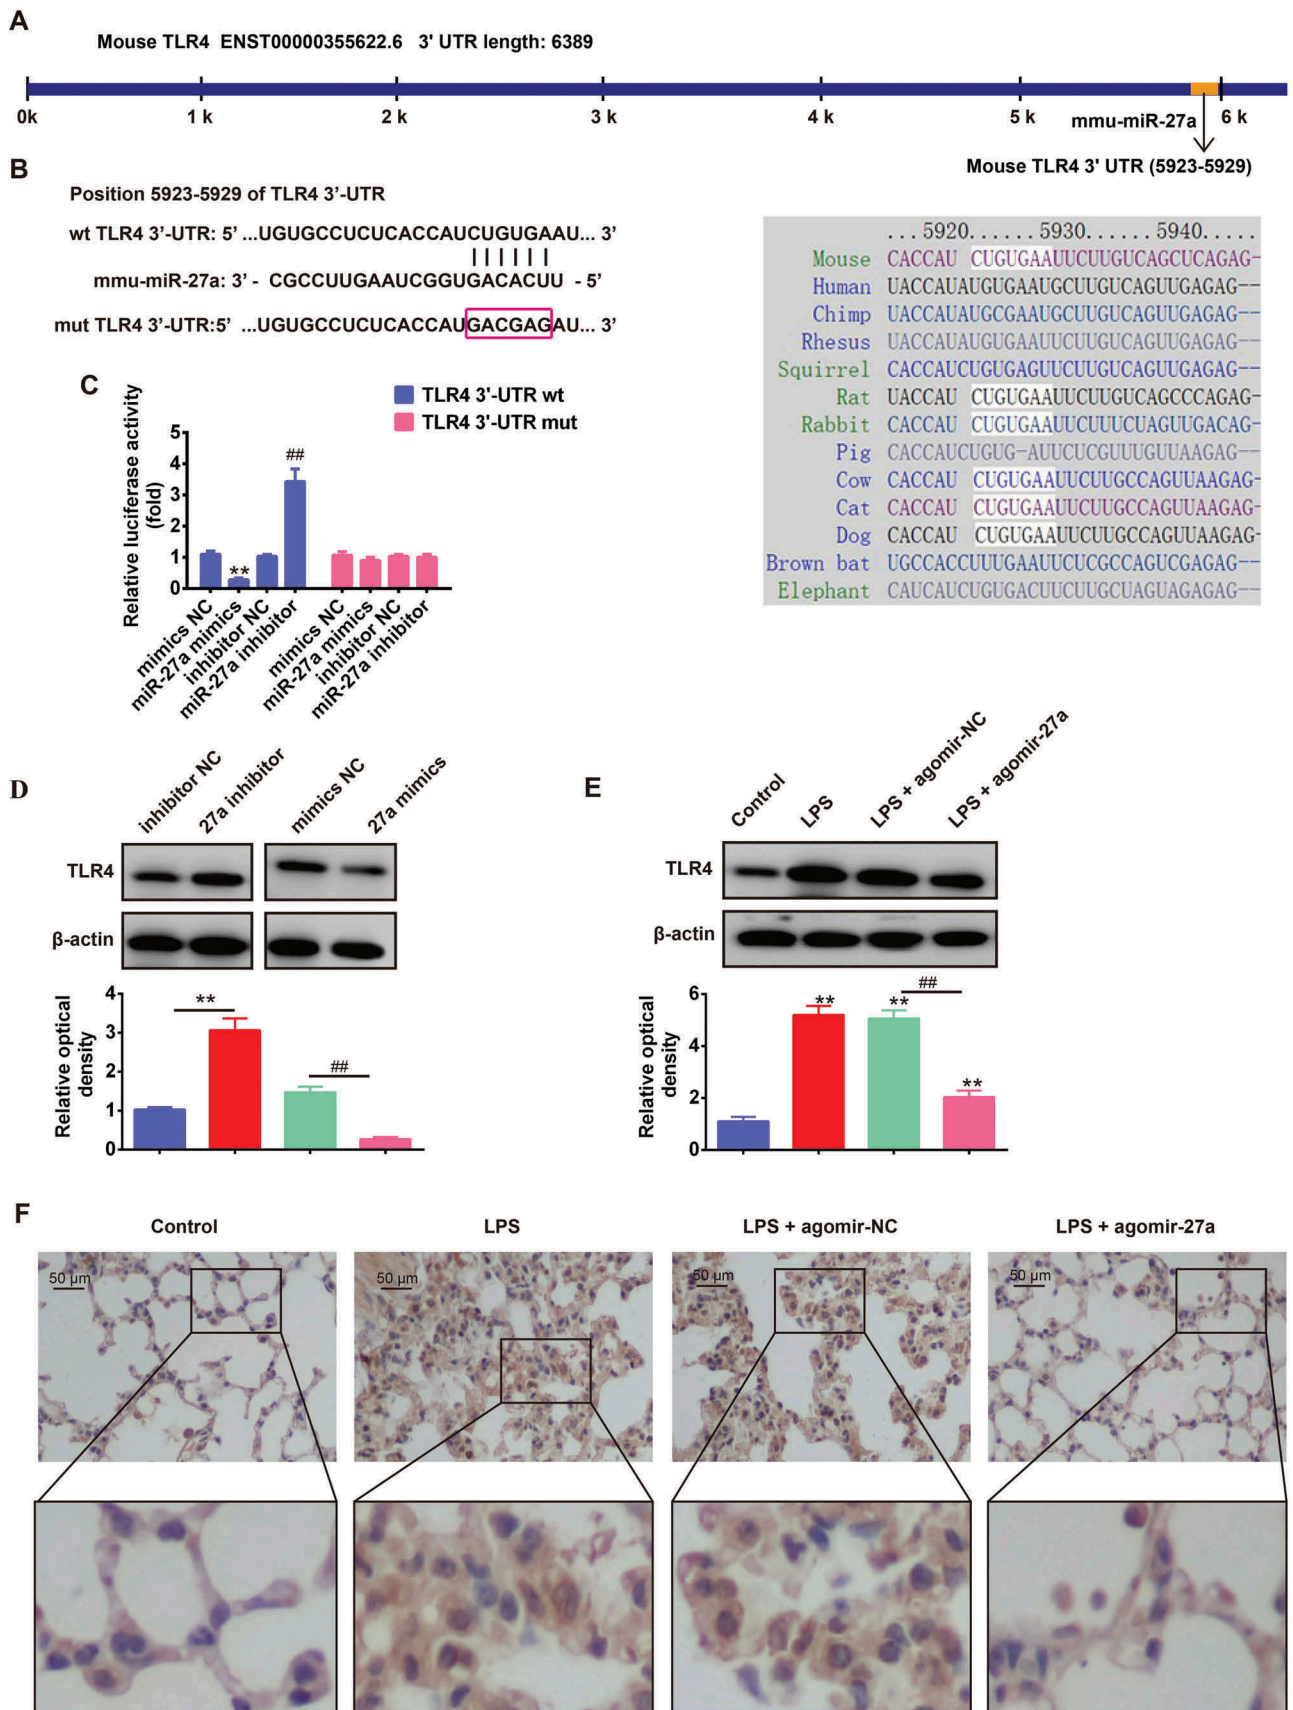 A
Mouse TLR4 ENST00000355622.6 3' UTR length: 6389
0k 1 k 2 k 3 k 4 k 5 k 6 k
mmu-miR-27a
Mouse TLR4 3' UTR (5923-5929)
B
Position 5923-5929 of TLR4 3'-UTR
wt TLR4 3'-UTR: 5' ...UGUGCCUCUCACCAUCUGUGAAU... 3'
mmu-miR-27a: 3' - CGCCUUGAAUCGGUGACACUU - 5'
mut TLR4 3'-UTR:5' ...UGUGCCUCUCACCAUGACGAGAU... 3'
...5920......5930......5940.....
Mouse CACCAU CUGUGAAUUCUUGUCAGCUCAGAG-
Human UACCAUAUGUGAAUGCUUGUCAGUUGAGAG--
Chimp UACCAUAUGCGAAUGCUUGUCAGUUGAGAG--
Rhesus UACCAUAUGUGAAUUCUUGUCAGUUGAGAG--
Squirrel CACCAUCUGUGAGUUCUUGUCAGUUGAGAG--
Rat UACCAU CUGUGAAUUCUUGUCAGCCCAGAG-
Rabbit CACCAU CUGUGAAUUCUUUCUAGUUGACAG-
Pig CACCAUCUGUG-AUUCUCGUUUGUUAAGAG--
Cow CACCAU CUGUGAAUUCUUGCCAGUUAAGAG-
Cat CACCAU CUGUGAAUUCUUGCCAGUUAAGAG-
Dog CACCAU CUGUGAAUUCUUGCCAGUUAAGAG-
Brown bat UGCCACCUUUGAAUUCUCGCCAGUCGAGAG--
Elephant CAUCAUCUGUGACUUCUUGCUAGUAGAGAG--
C
TLR4 3'-UTR wt
TLR4 3'-UTR mut
Relative luciferase activity
(fold)
5
4
3
2
1
0
**
##
mimics NC
miR-27a mimics
inhibitor NC
miR-27a inhibitor
mimics NC
miR-27a mimics
inhibitor NC
miR-27a inhibitor
D
inhibitor NC
27a inhibitor
mimics NC
27a mimics
TLR4
β-actin
Relative optical
density
4
3
2
1
0
**
##
E
Control
LPS
LPS + agomir-NC
LPS + agomir-27a
TLR4
β-actin
Relative optical
density
6
4
2
0
**
**
##
**
F
Control LPS LPS + agomir-NC LPS + agomir-27a
50 µm 50 µm 50 µm 50 µm